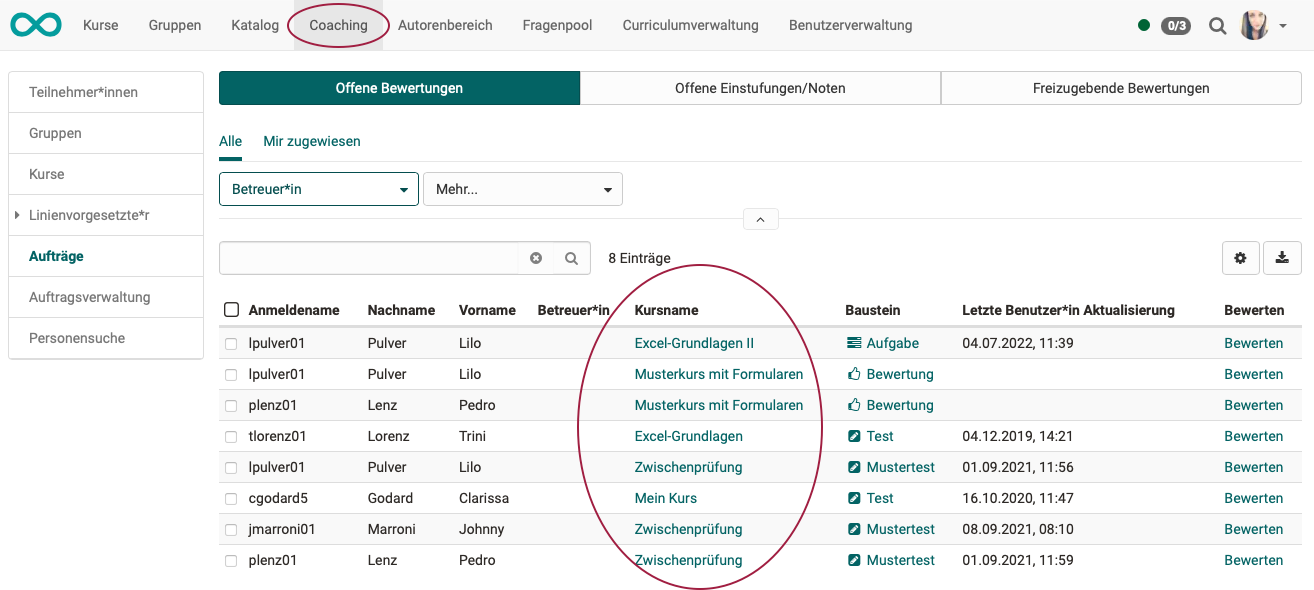 Kurse Gruppen Katalog Coaching Autorenbereich Fragenpool Curriculumverwaltung Benutzerverwaltung 0/3
Teilnehmer*innen
Gruppen
Kurse
Linienvorgesetzte*r
Aufträge
Auftragsverwaltung
Personensuche
Offene Bewertungen Offene Einstufungen/Noten Freizugebende Bewertungen
Alle Mir zugewiesen
Betreuer*in Mehr...
8 Einträge
Anmeldename Nachname Vorname Betreuer*in Kursname Baustein Letzte Benutzer*in Aktualisierung Bewerten
lpulver01 Pulver Lilo Excel-Grundlagen II Aufgabe 04.07.2022, 11:39 Bewerten
lpulver01 Pulver Lilo Musterkurs mit Formularen Bewertung Bewerten
plenz01 Lenz Pedro Musterkurs mit Formularen Bewertung Bewerten
tlorenz01 Lorenz Trini Excel-Grundlagen Test 04.12.2019, 14:21 Bewerten
lpulver01 Pulver Lilo Zwischenprüfung Mustertest 01.09.2021, 11:56 Bewerten
cgodard5 Godard Clarissa Mein Kurs Test 16.10.2020, 11:47 Bewerten
jmarroni01 Marroni Johnny Zwischenprüfung Mustertest 08.09.2021, 08:10 Bewerten
plenz01 Lenz Pedro Zwischenprüfung Mustertest 01.09.2021, 11:59 Bewerten